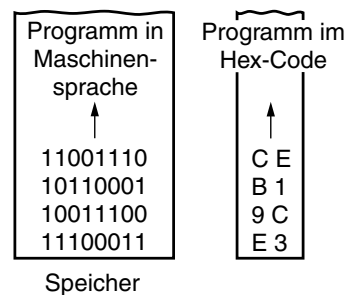 Programm in
Maschinen-
sprache
11001110
10110001
10011100
11100011
Speicher
Programm im
Hex-Code
C E
B 1
9 C
E 3